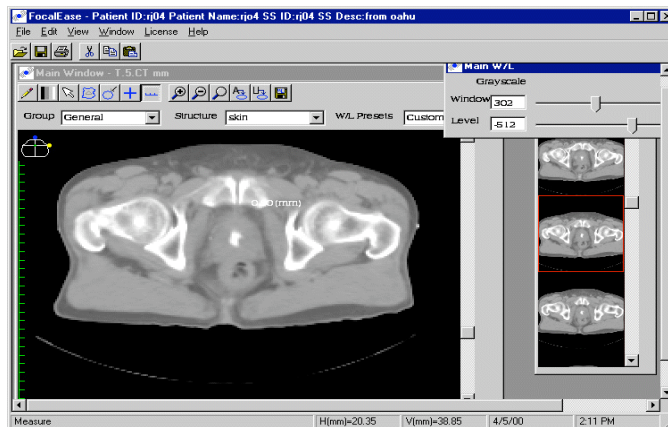 FocalEase - Patient ID:rj04 Patient Name:rjo4 SS ID:rj04 SS Desc:from oahu
File Edit View Window License Help
Main Window - T.5.CT mm
Group General Structure skin W/L Presets Custom
Main W/L
Grayscale
Window 302
Level -512
(mm)
Measure H(mm)=20.35 V(mm)=38.85 4/5/00 2:11 PM